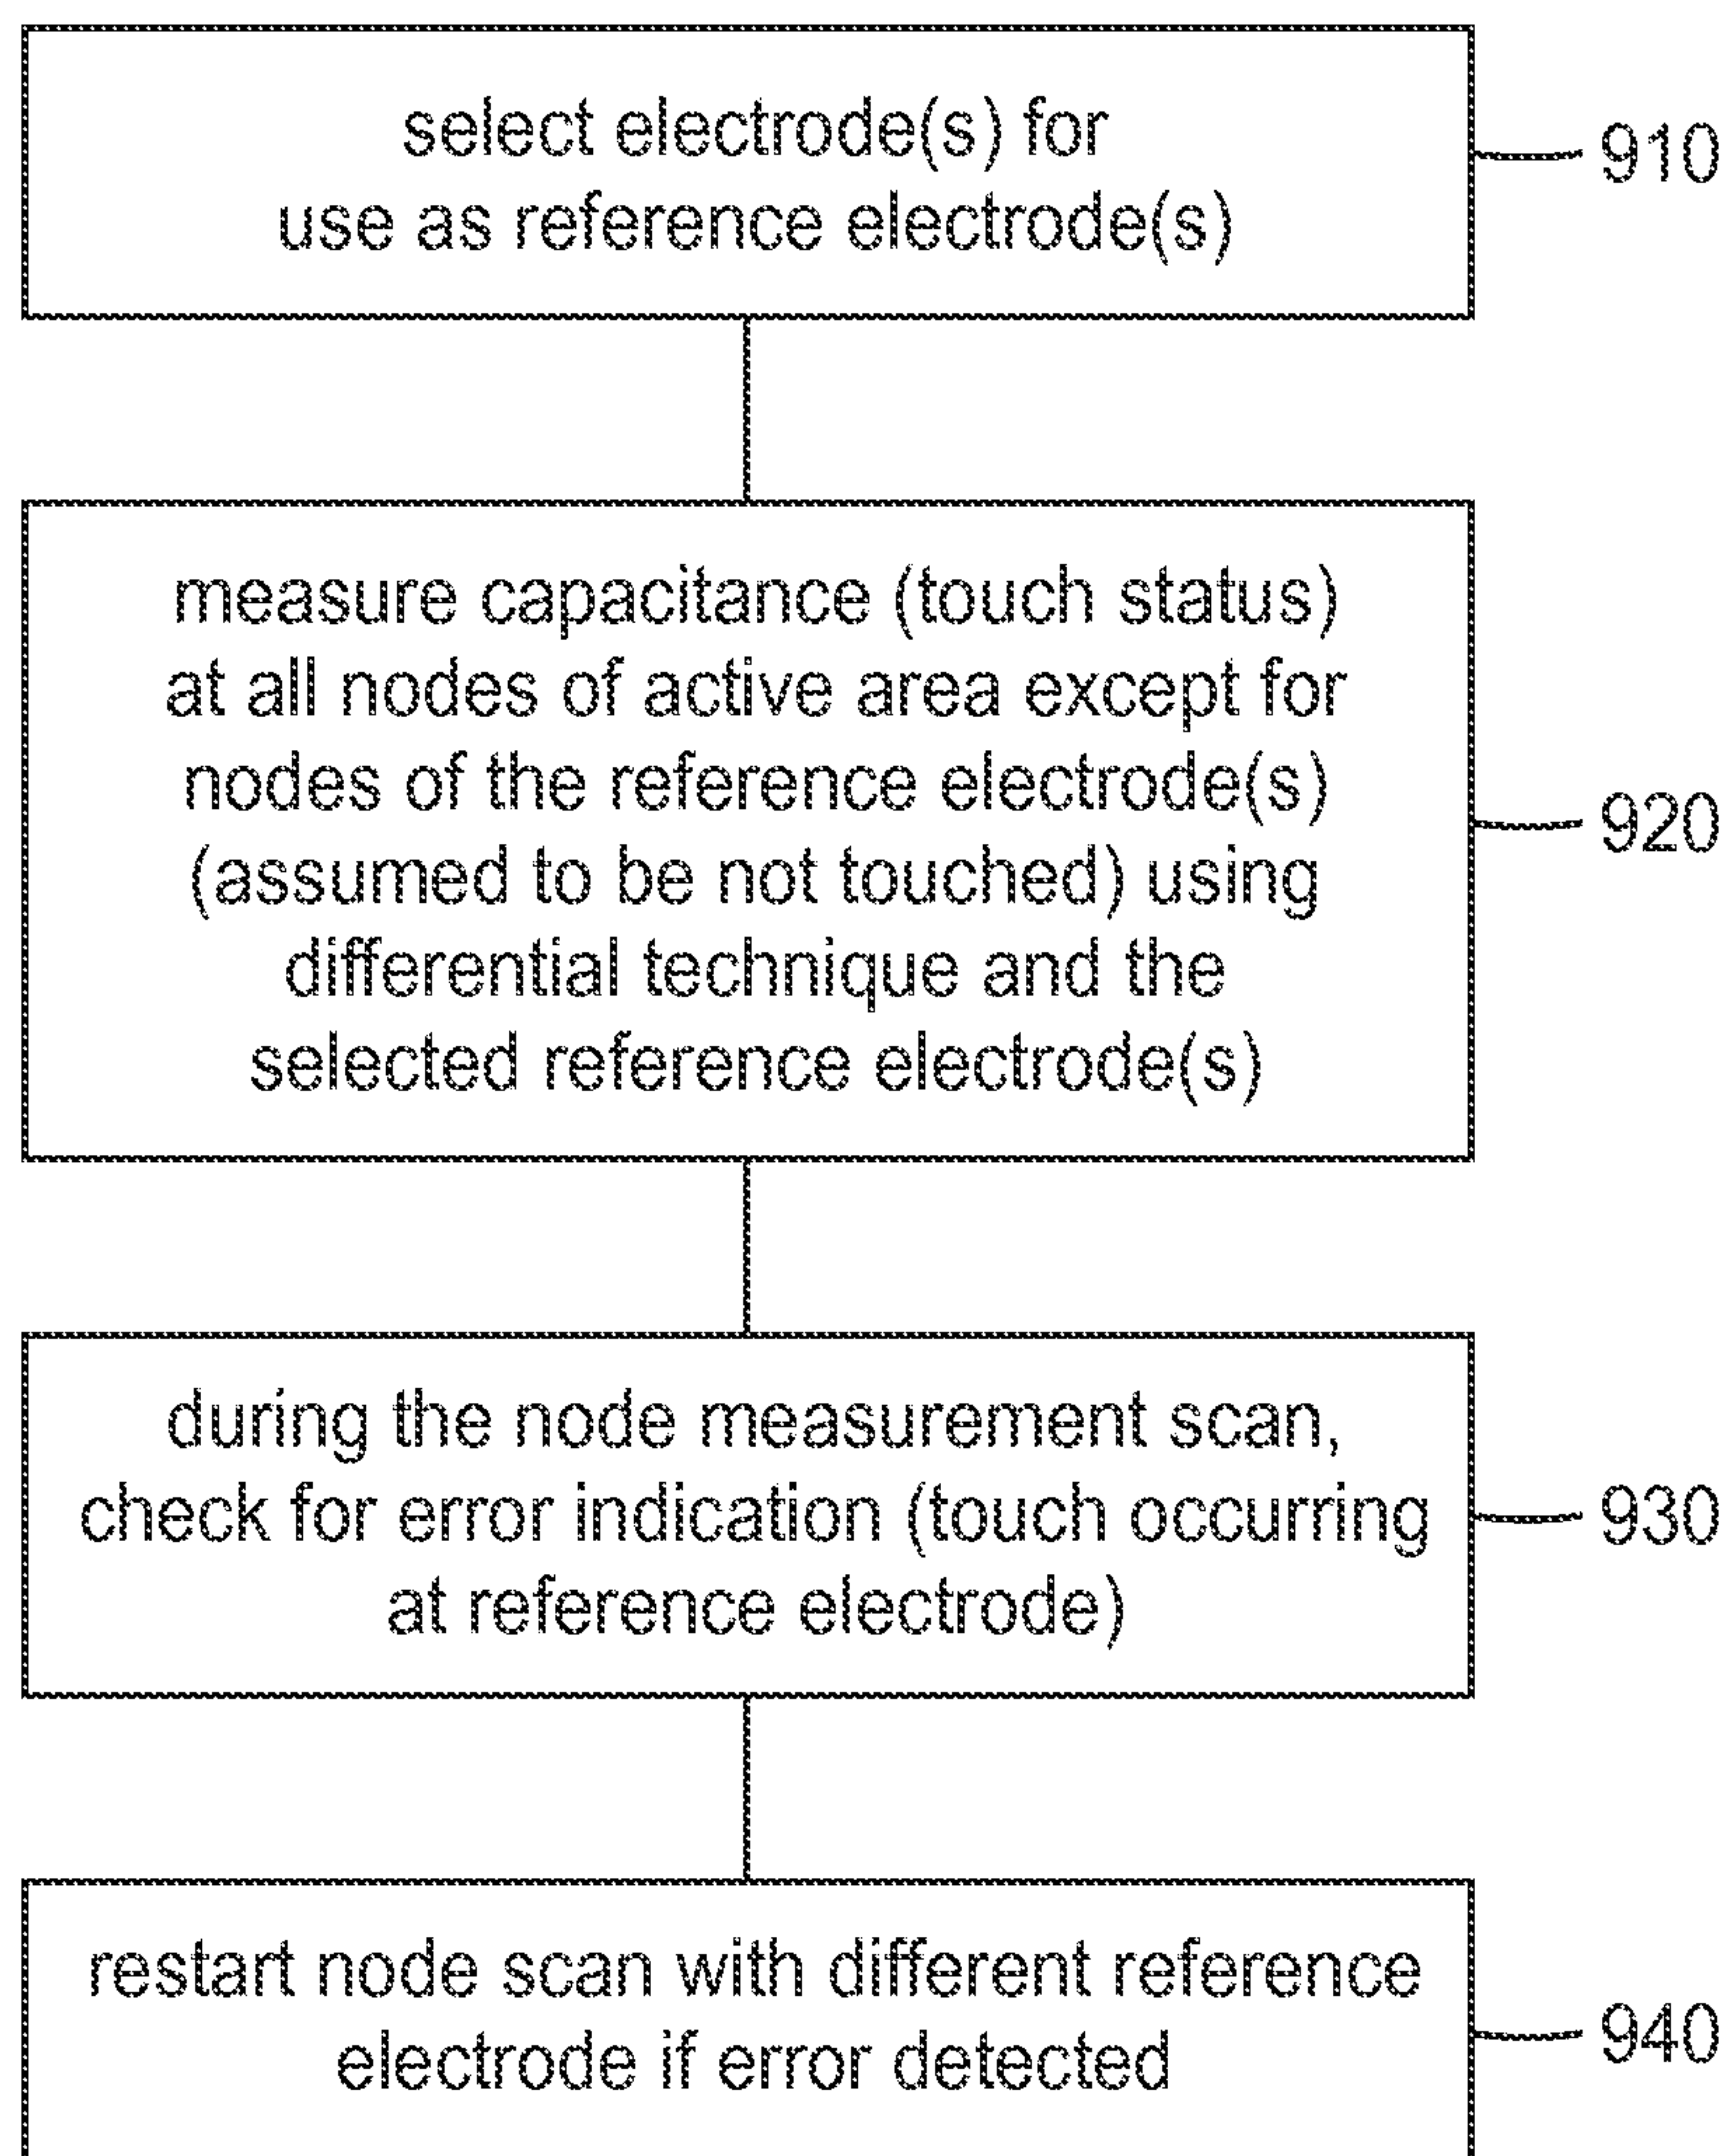 select electrode(s) for
use as reference electrode(s)
910
measure capacitance (touch status)
at all nodes of active area except for
nodes of the reference electrode(s)
(assumed to be not touched) using
differential technique and the
selected reference electrode(s)
920
during the node measurement scan,
check for error indication (touch occurring
at reference electrode)
930
restart node scan with different reference
electrode if error detected
940